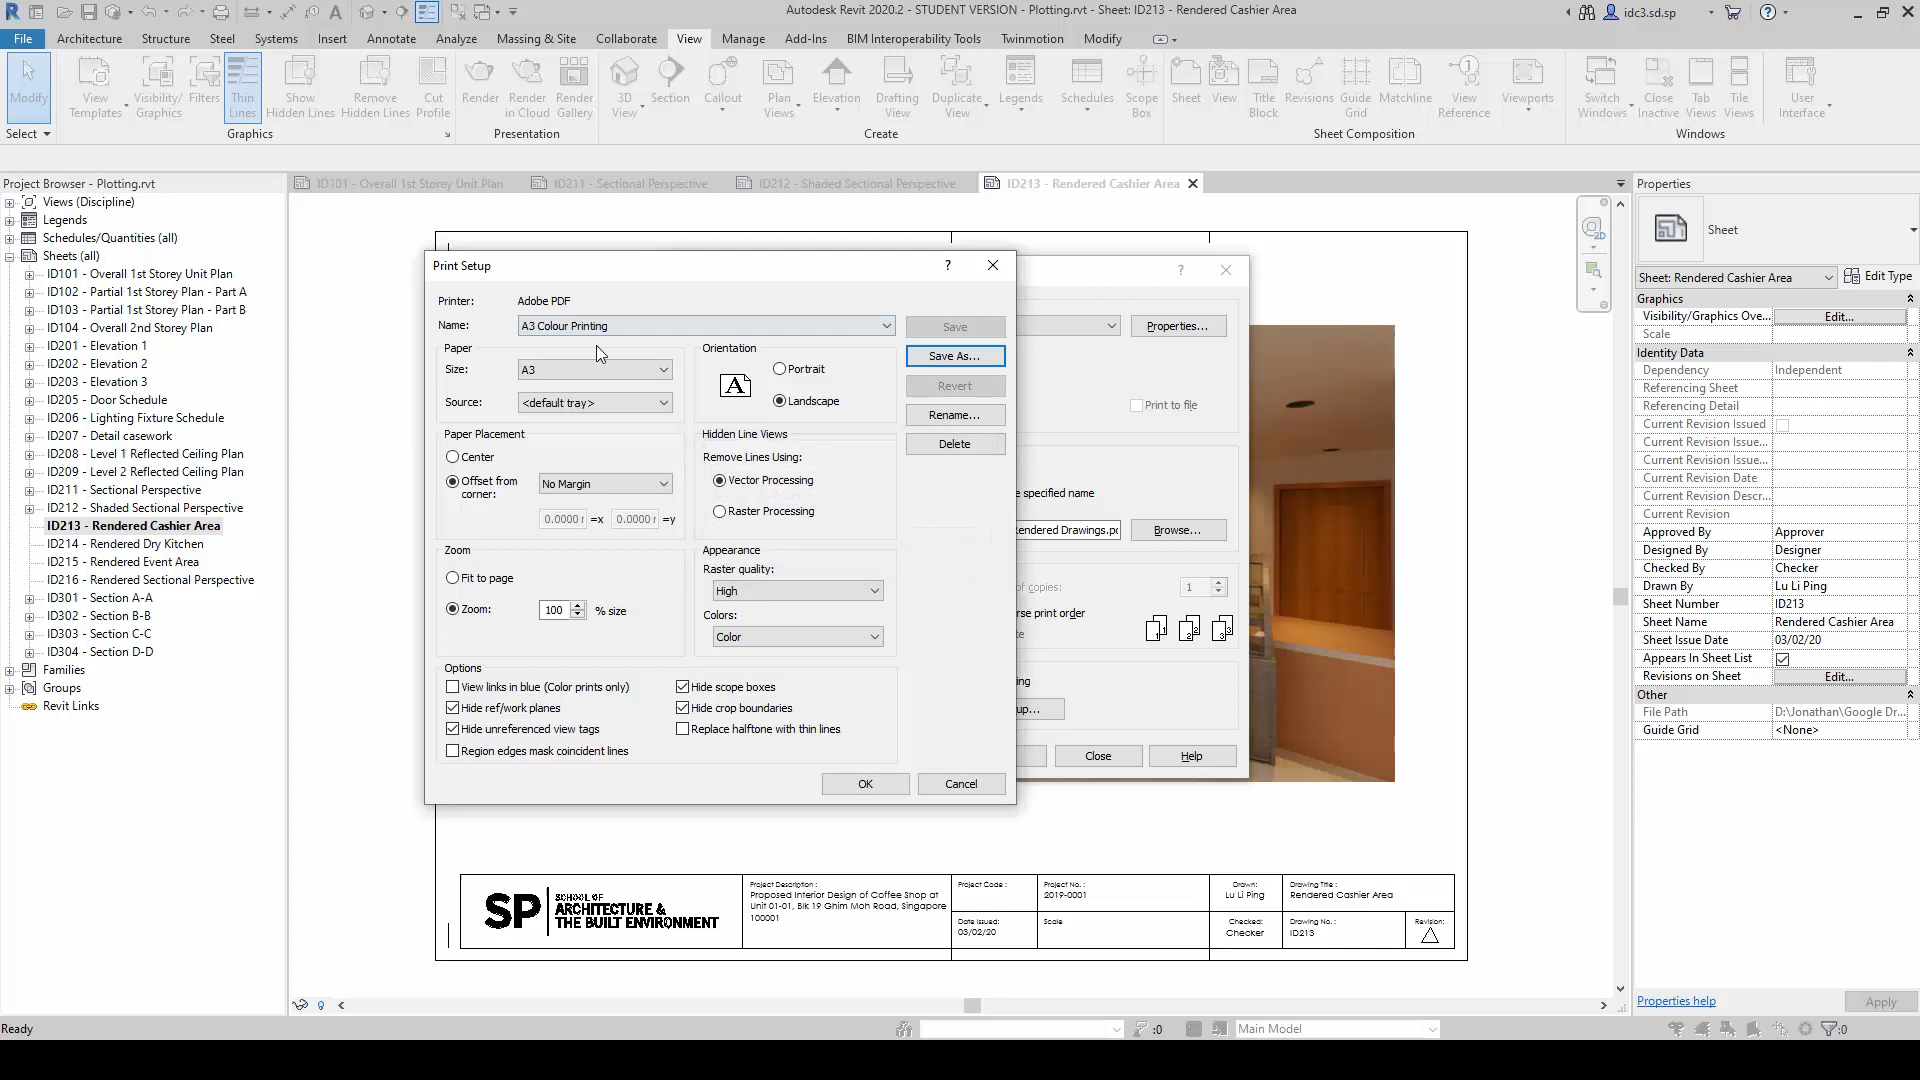 Autodesk Revit 2020.2 - STUDENT VERSION - Plotting.rvt - Sheet: ID213 - Rendered Cashier Area
idc3.sd.sp
File Architecture Structure Steel Systems Insert Annotate Analyze Massing & Site Collaborate View Manage Add-Ins BIM Interoperability Tools Twinmotion Modify
Modify
View Templates
Visibility/ Graphics
Filters
Thin Lines
Show Hidden Lines
Remove Hidden Lines
Cut Profile
Render
Render in Cloud
Render Gallery
3D View
Section
Callout
Plan Views
Elevation
Drafting View
Duplicate View
Legends
Schedules
Scope Box
Sheet
View
Title Block
Revisions
Guide Grid
Matchline
View Reference
Viewports
Switch Windows
Close Inactive
Tab Views
Tile Views
User Interface
Select
Graphics
Presentation
Create
Sheet Composition
Windows
Project Browser - Plotting.rvt
Views (Discipline)
Legends
Schedules/Quantities (all)
Sheets (all)
ID101 - Overall 1st Storey Unit Plan
ID102 - Partial 1st Storey Plan - Part A
ID103 - Partial 1st Storey Plan - Part B
ID104 - Overall 2nd Storey Plan
ID201 - Elevation 1
ID202 - Elevation 2
ID203 - Elevation 3
ID205 - Door Schedule
ID206 - Lighting Fixture Schedule
ID207 - Detail casework
ID208 - Level 1 Reflected Ceiling Plan
ID209 - Level 2 Reflected Ceiling Plan
ID211 - Sectional Perspective
ID212 - Shaded Sectional Perspective
ID213 - Rendered Cashier Area
ID214 - Rendered Dry Kitchen
ID215 - Rendered Event Area
ID216 - Rendered Sectional Perspective
ID301 - Section A-A
ID302 - Section B-B
ID303 - Section C-C
ID304 - Section D-D
Families
Groups
Revit Links
ID101 - Overall 1st Storey Unit Plan
ID211 - Sectional Perspective
ID212 - Shaded Sectional Perspective
ID213 - Rendered Cashier Area
Print Setup
Printer: Adobe PDF
Name: A3 Colour Printing
Save
Save As...
Revert
Rename...
Delete
Paper
Size: A3
Source: <default tray>
Orientation
A
Portrait
Landscape
Paper Placement
Center
Offset from corner: No Margin
0.0000 =x 0.0000 =y
Hidden Line Views
Remove Lines Using:
Vector Processing
Raster Processing
Zoom
Fit to page
Zoom: 100 % size
Appearance
Raster quality:
High
Colors:
Color
Options
View links in blue (Color prints only)
Hide ref/work planes
Hide unreferenced view tags
Region edges mask coincident lines
Hide scope boxes
Hide crop boundaries
Replace halftone with thin lines
OK
Cancel
Properties...
Print to file
e specified name
Rendered Drawings.pc
Browse...
of copies: 1
rse print order
te
1 1 2 2 3 3
ng
up...
Close
Help
SP
SCHOOL OF
ARCHITECTURE &
THE BUILT ENVIRONMENT
Project Description :
Proposed Interior Design of Coffee Shop at
Unit 01-01, Blk 19 Ghim Moh Road, Singapore
100001
Project Code :
Project No. :
2019-0001
Date Issued:
03/02/20
Scale
Drawn:
Lu Li Ping
Checked:
Checker
Drawing Title :
Rendered Cashier Area
Drawing No. :
ID213
Revision:
2D
Properties
Sheet
Sheet: Rendered Cashier Area
Edit Type
Graphics
Visibility/Graphics Ove... Edit...
Scale
Identity Data
Dependency Independent
Referencing Sheet
Referencing Detail
Current Revision Issued
Current Revision Issue...
Current Revision Issue...
Current Revision Date
Current Revision Descr...
Current Revision
Approved By Approver
Designed By Designer
Checked By Checker
Drawn By Lu Li Ping
Sheet Number ID213
Sheet Name Rendered Cashier Area
Sheet Issue Date 03/02/20
Appears In Sheet List
Revisions on Sheet Edit...
Other
File Path D:\Jonathan\Google Dr...
Guide Grid <None>
Properties help
Apply
Ready
:0
Main Model
:0